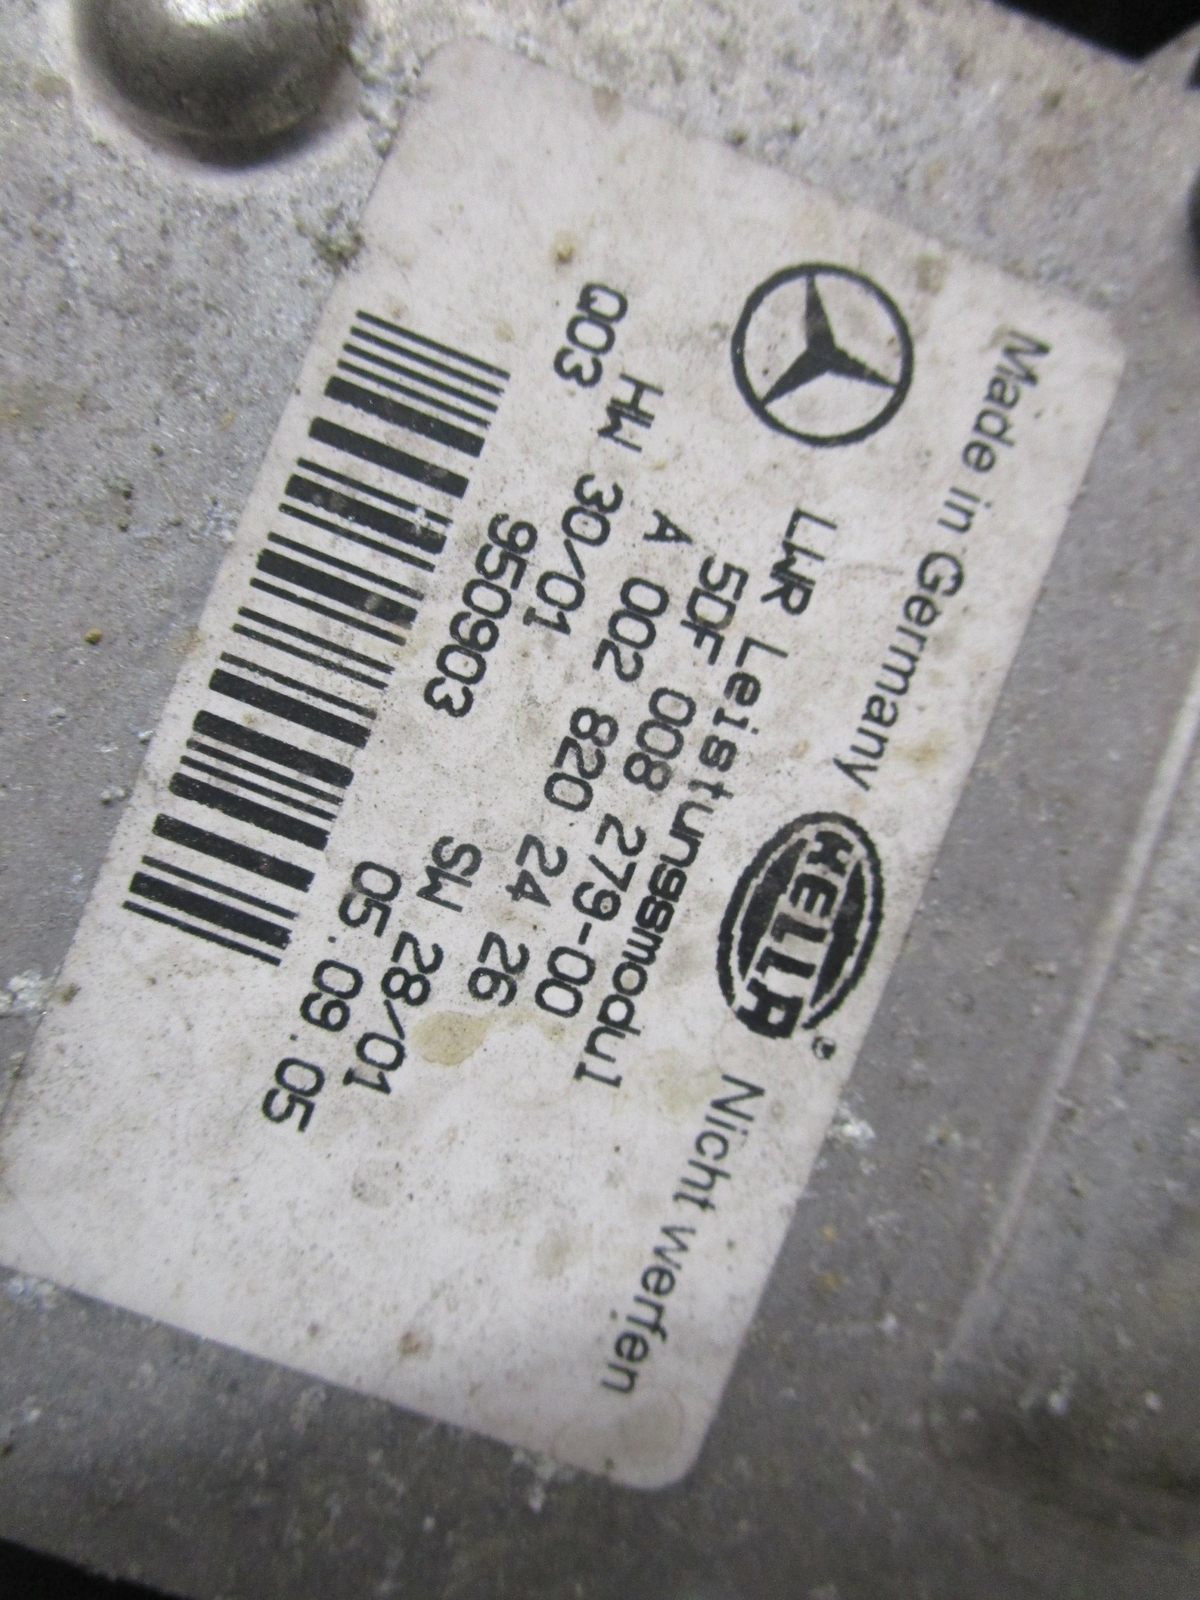 Made in Germany
Nicht werfen
HELLA
LWR Leistungsmodul
5DF 008 279-00
A 002 820 24 26
HW 30/01 SW 28/01
Q03 950903 05.09.05